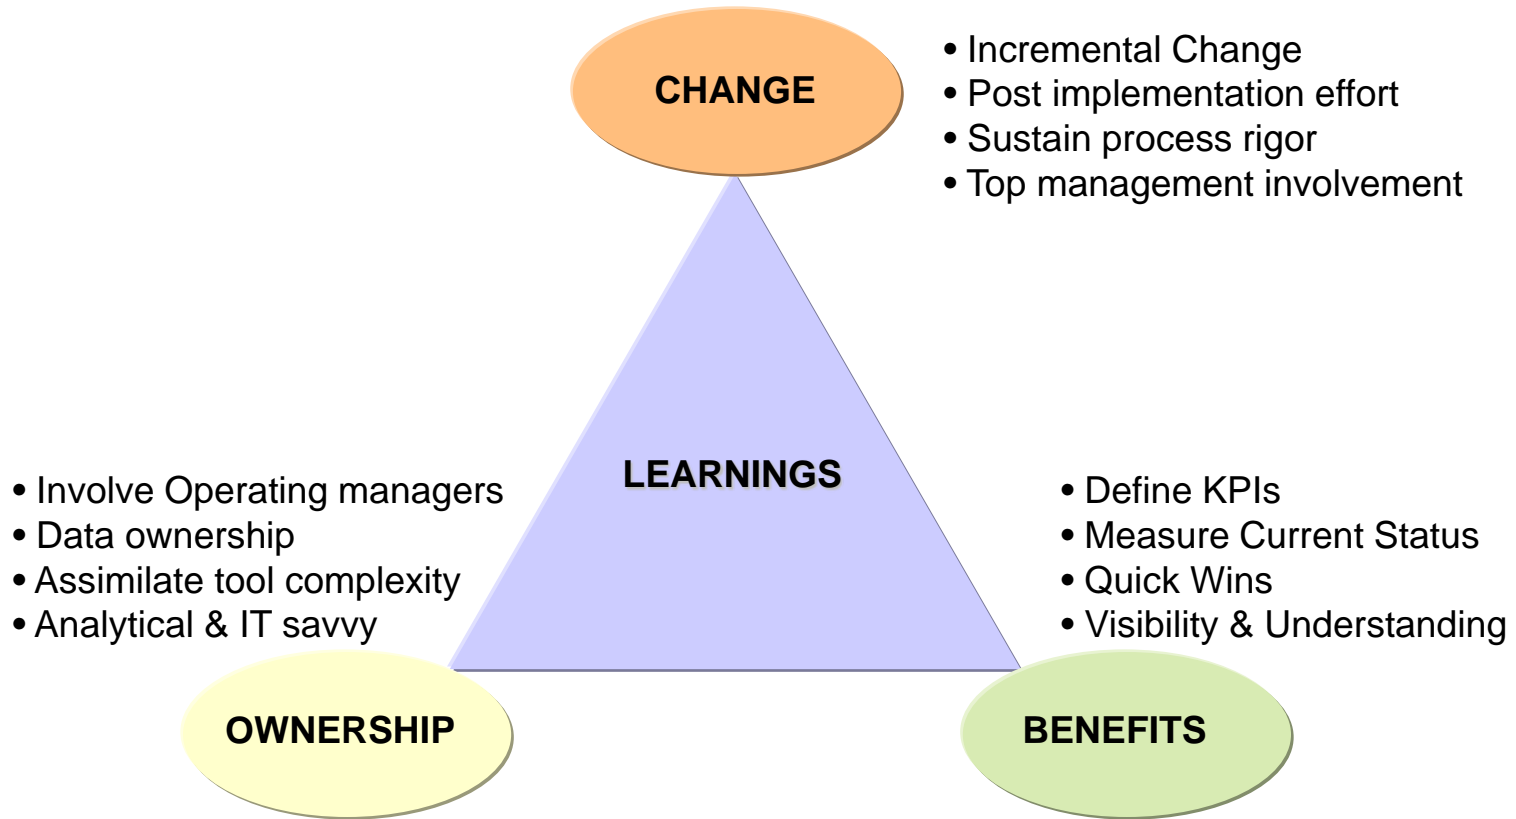 CHANGE
• Incremental Change
• Post implementation effort
• Sustain process rigor
• Top management involvement
LEARNINGS
• Involve Operating managers
• Data ownership
• Assimilate tool complexity
• Analytical & IT savvy
• Define KPIs
• Measure Current Status
• Quick Wins
• Visibility & Understanding
OWNERSHIP
BENEFITS